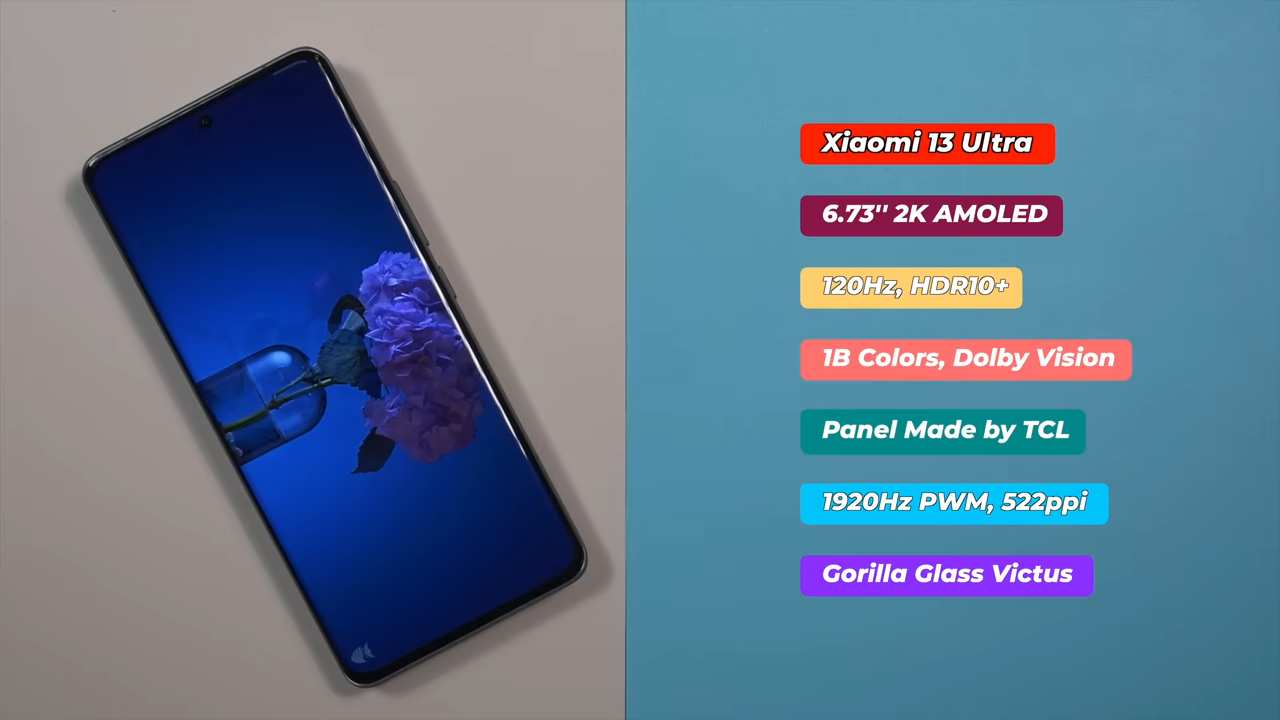 Xiaomi 13 Ultra
6.73'' 2K AMOLED
120Hz, HDR10+
1B Colors, Dolby Vision
Panel Made by TCL
1920Hz PWM, 522ppi
Gorilla Glass Victus